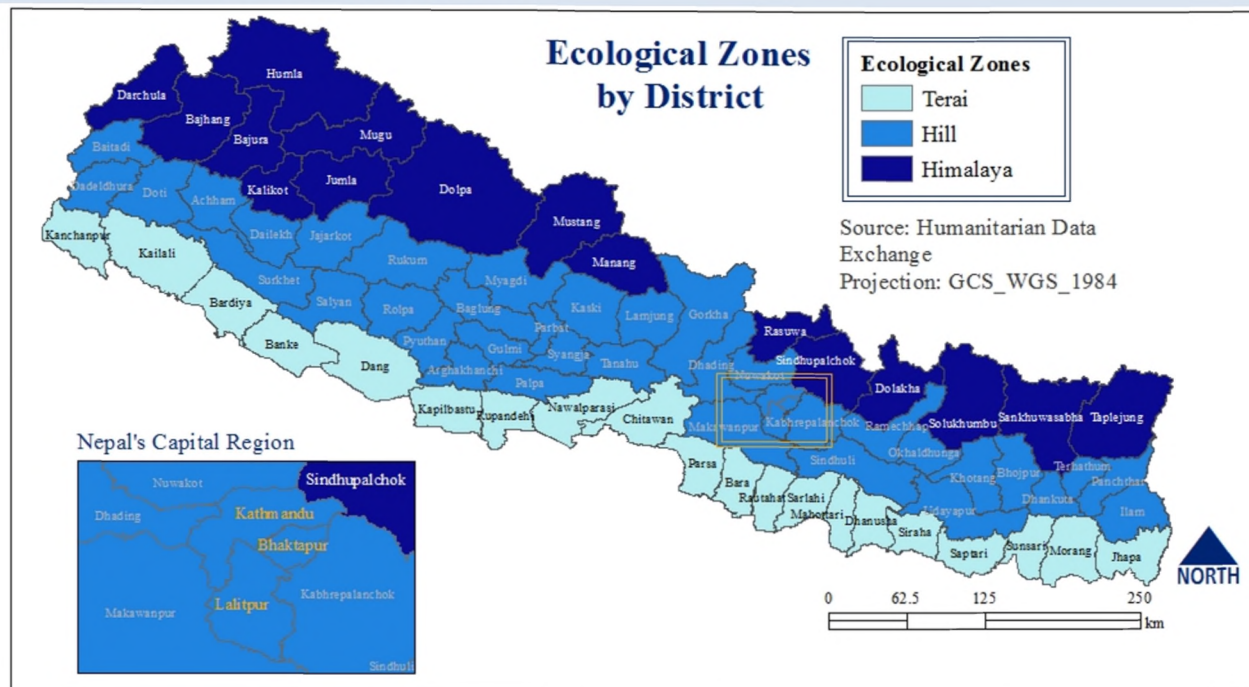 Ecological Zones
by District
Ecological Zones
Terai
Hill
Himalaya
Source: Humanitarian Data
Exchange
Projection: GCS_WGS_1984
Humla
Darchula
Bajhang
Mugu
Bajura
Baitadi
Jumla
Dolpa
Kalikot
Dadeldhura
Doti
Achham
Mustang
Kanchanpur
Dailekh
Jajarkot
Kailali
Rukum
Manang
Surkhet
Myagdi
Bardiya
Salyan
Rolpa
Baglung
Kaski
Lamjung
Gorkha
Parbat
Banke
Pyuthan
Gulmi
Syangja
Rasuwa
Dang
Arghakhanchi
Tanahu
Dhading
Sindhupalchok
Palpa
Nuwakot
Dolakha
Kapilbastu
Rupandehi
Nawalparasi
Chitawan
Makawanpur
Kabhrepalanchok
Ramechhap
Solukhumbu
Sankhuwasabha
Taplejung
Okhaldhunga
Sindhuli
Parsa
Khotang
Bhojpur
Terhathum
Panchthar
Bara
Rautahat
Sarlahi
Mahottari
Dhanusha
Siraha
Udayapur
Dhankuta
Ilam
Saptari
Sunsari
Morang
Jhapa
Nepal's Capital Region
Sindhupalchok
Nuwakot
Kathmandu
Dhading
Bhaktapur
Lalitpur
Kabhrepalanchok
Makawanpur
Sindhuli
NORTH
0 62.5 125 250
km